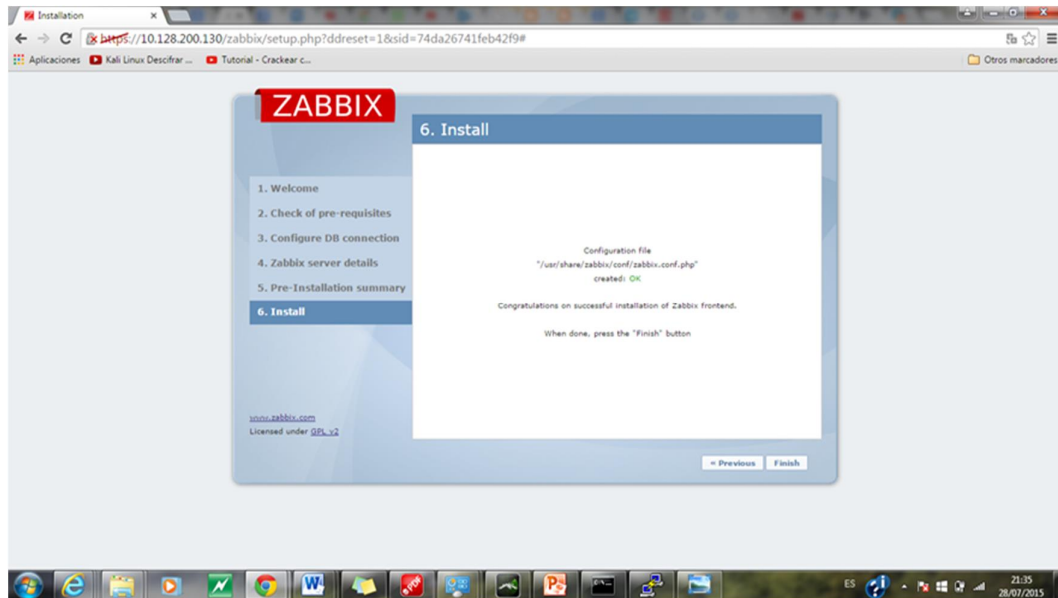 Installation
https://10.128.200.130/zabbix/setup.php?ddreset=1&sid=74da26741feb42f9#
Aplicaciones
Kali Linux Descifrar ...
Tutorial - Crackear c...
Otros marcadores
ZABBIX
6. Install
1. Welcome
2. Check of pre-requisites
3. Configure DB connection
4. Zabbix server details
5. Pre-Installation summary
6. Install
Configuration file
"/usr/share/zabbix/conf/zabbix.conf.php"
created: OK
Congratulations on successful installation of Zabbix frontend.
When done, press the "Finish" button
www.zabbix.com
Licensed under GPL v2
« Previous
Finish
ES
21:35
28/07/2015